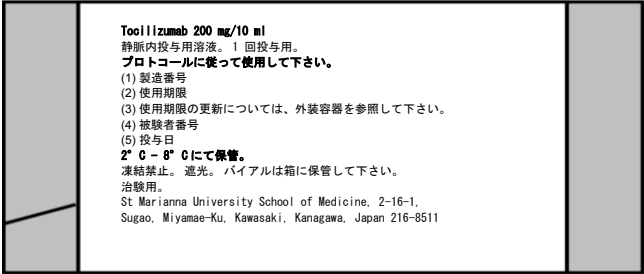 Tocilizumab 200 mg/10 ml
静脈内投与用溶液。 1 回投与用。
プロトコールに従って使用して下さい。
(1) 製造番号
(2) 使用期限
(3) 使用期限の更新については、外装容器を参照して下さい。
(4) 被験者番号
(5) 投与日
2° C - 8° Cにて保管。
凍結禁止。 遮光。 バイアルは箱に保管して下さい。
治験用。
St Marianna University School of Medicine, 2-16-1,
Sugao, Miyamae-Ku, Kawasaki, Kanagawa, Japan 216-8511